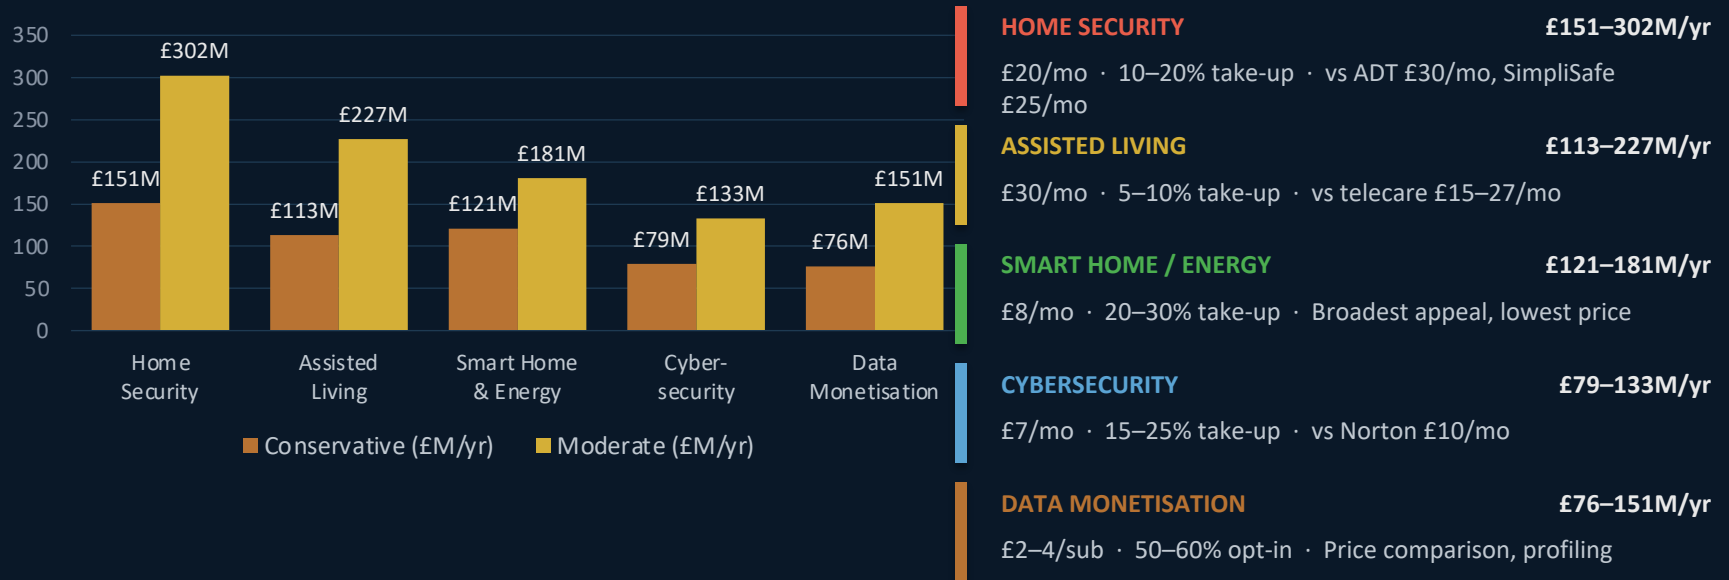 350
300
250
200
150
100
50
0
£151M
£302M
£113M
£227M
£121M
£181M
£79M
£133M
£76M
£151M
Home
Security
Assisted
Living
Smart Home
& Energy
Cyber-
security
Data
Monetisation
Conservative (£M/yr)
Moderate (£M/yr)
HOME SECURITY £151–302M/yr
£20/mo · 10–20% take-up · vs ADT £30/mo, SimpliSafe
£25/mo
ASSISTED LIVING £113–227M/yr
£30/mo · 5–10% take-up · vs telecare £15–27/mo
SMART HOME / ENERGY £121–181M/yr
£8/mo · 20–30% take-up · Broadest appeal, lowest price
CYBERSECURITY £79–133M/yr
£7/mo · 15–25% take-up · vs Norton £10/mo
DATA MONETISATION £76–151M/yr
£2–4/sub · 50–60% opt-in · Price comparison, profiling